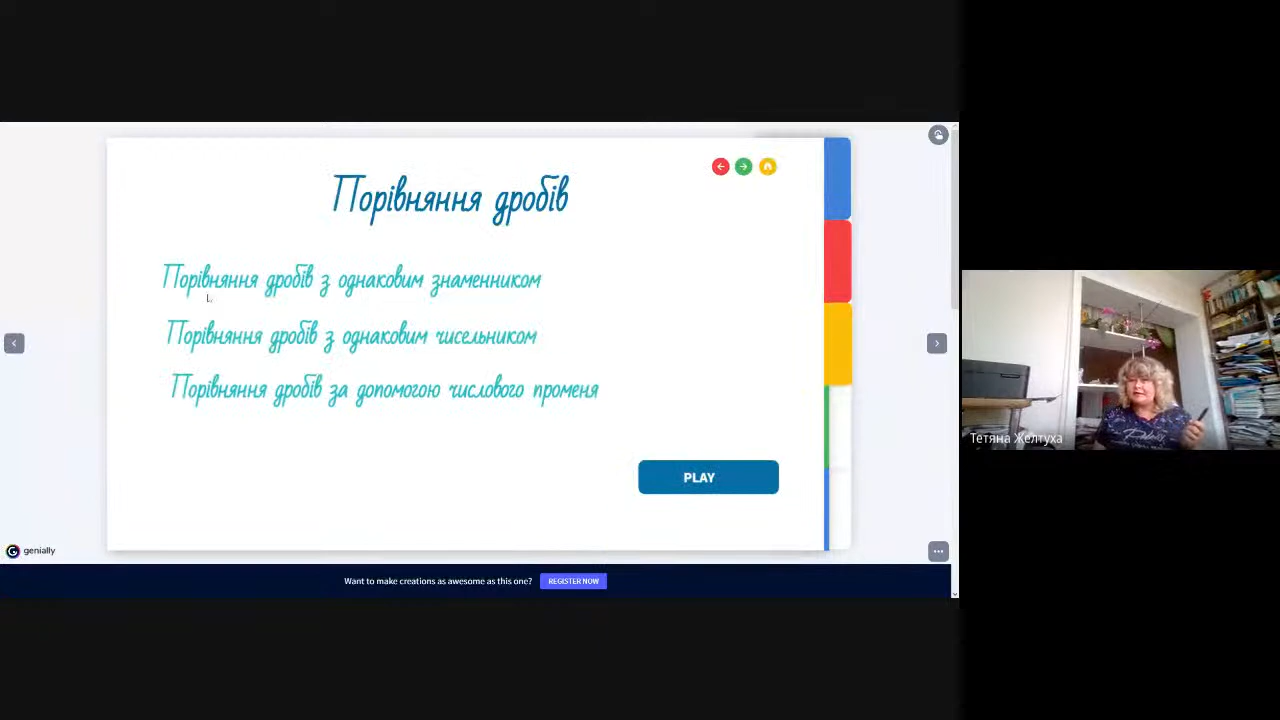 Порівняння дробів
Порівняння дробів з однаковим знаменником
Порівняння дробів з однаковим чисельником
Порівняння дробів за допомогою числового променя
PLAY
Тетяна Желтуха
genially
Want to make creations as awesome as this one?
REGISTER NOW